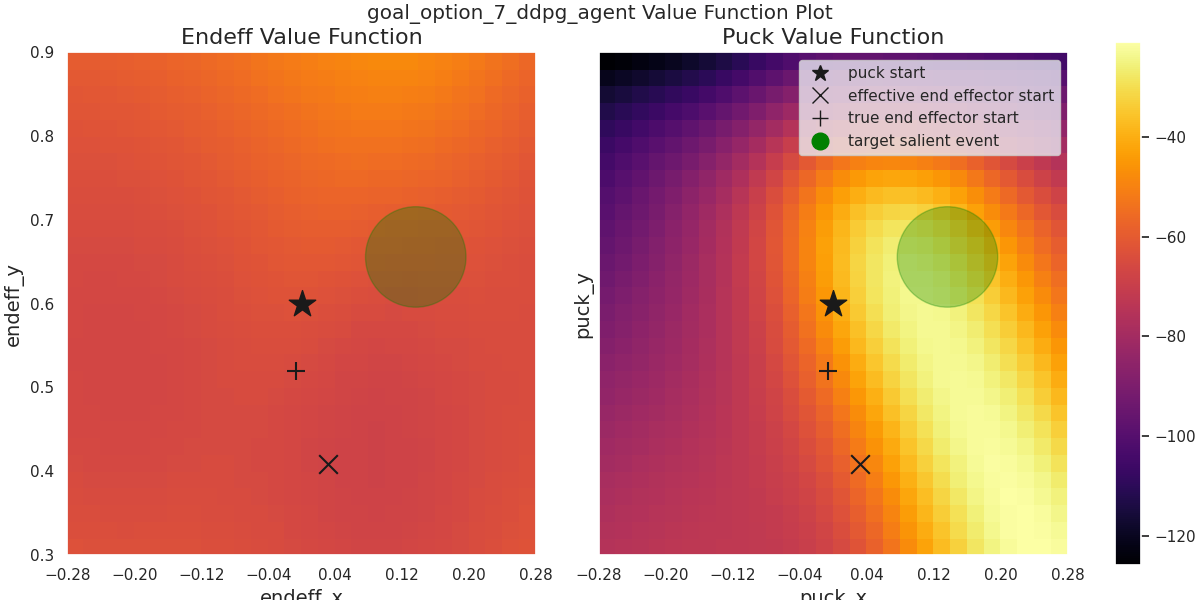 goal_option_7_ddpg_agent Value Function Plot
Endeff Value Function
endeff_y
0.9
0.8
0.7
0.6
0.5
0.4
0.3
−0.28 −0.20 −0.12 −0.04 0.04 0.12 0.20 0.28
endeff_x
Puck Value Function
puck_y
puck start
effective end effector start
true end effector start
target salient event
−0.28 −0.20 −0.12 −0.04 0.04 0.12 0.20 0.28
puck_x
−40
−60
−80
−100
−120